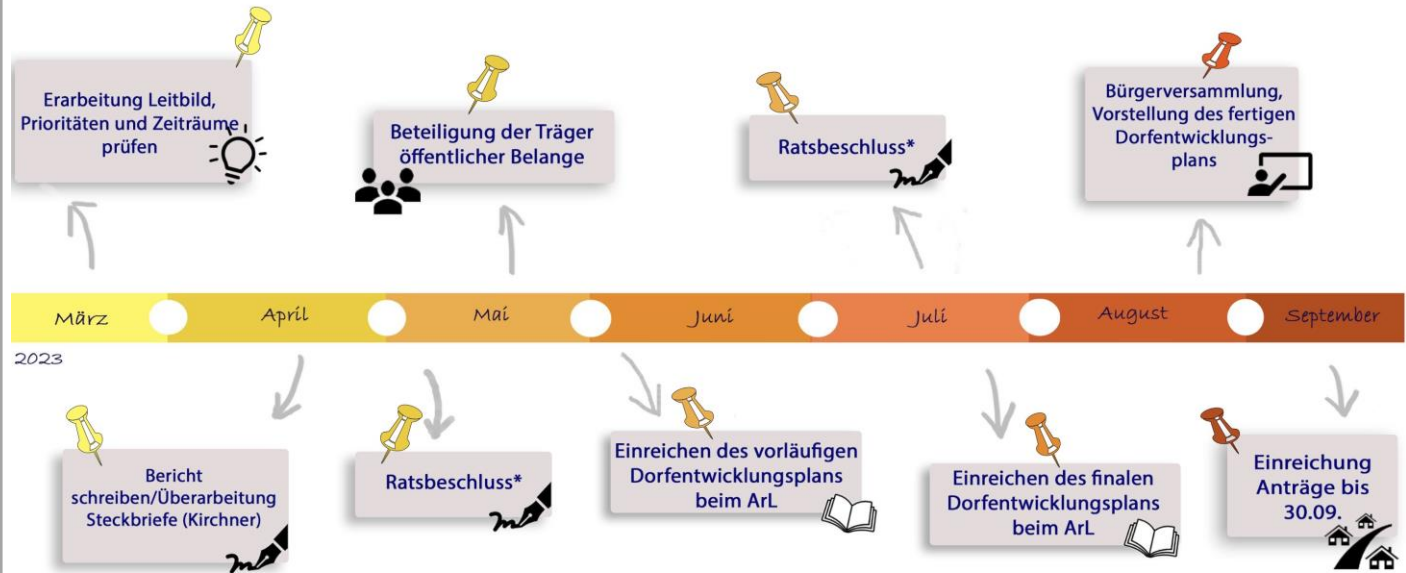 Erarbeitung Leitbild,
Prioritäten und Zeiträume
prüfen
Beteiligung der Träger
öffentlicher Belange
Ratsbeschluss*
Bürgerversammlung,
Vorstellung des fertigen
Dorfentwicklungs-
plans
März
April
Mai
Juni
Juli
August
September
2023
Bericht
schreiben/Überarbeitung
Steckbriefe (Kirchner)
Ratsbeschluss*
Einreichen des vorläufigen
Dorfentwicklungsplans
beim ArL
Einreichen des finalen
Dorfentwicklungsplans
beim ArL
Einreichung
Anträge bis
30.09.